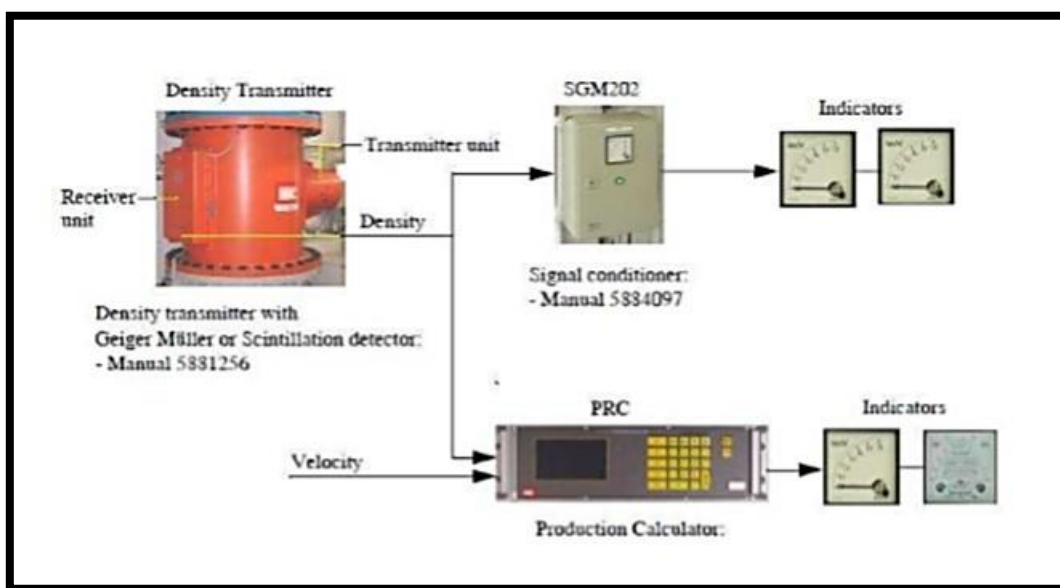 Density Transmitter
Transmitter unit
Receiver
unit
Density
Density transmitter with
Geiger Müller or Scintillation detector:
- Manual 5881256
SGM202
Indicators
Signal conditioner:
- Manual 5884097
PRC
Indicators
Velocity
Production Calculator: